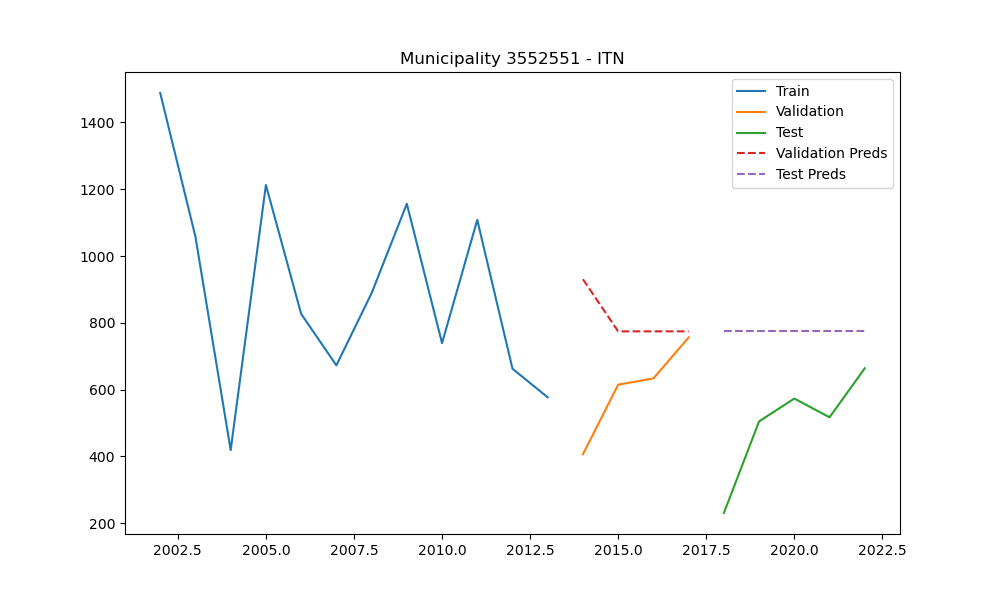 Municipality 3552551 - ITN
Train
Validation
Test
Validation Preds
Test Preds
1400
1200
1000
800
600
400
200
2002.5 2005.0 2007.5 2010.0 2012.5 2015.0 2017.5 2020.0 2022.5